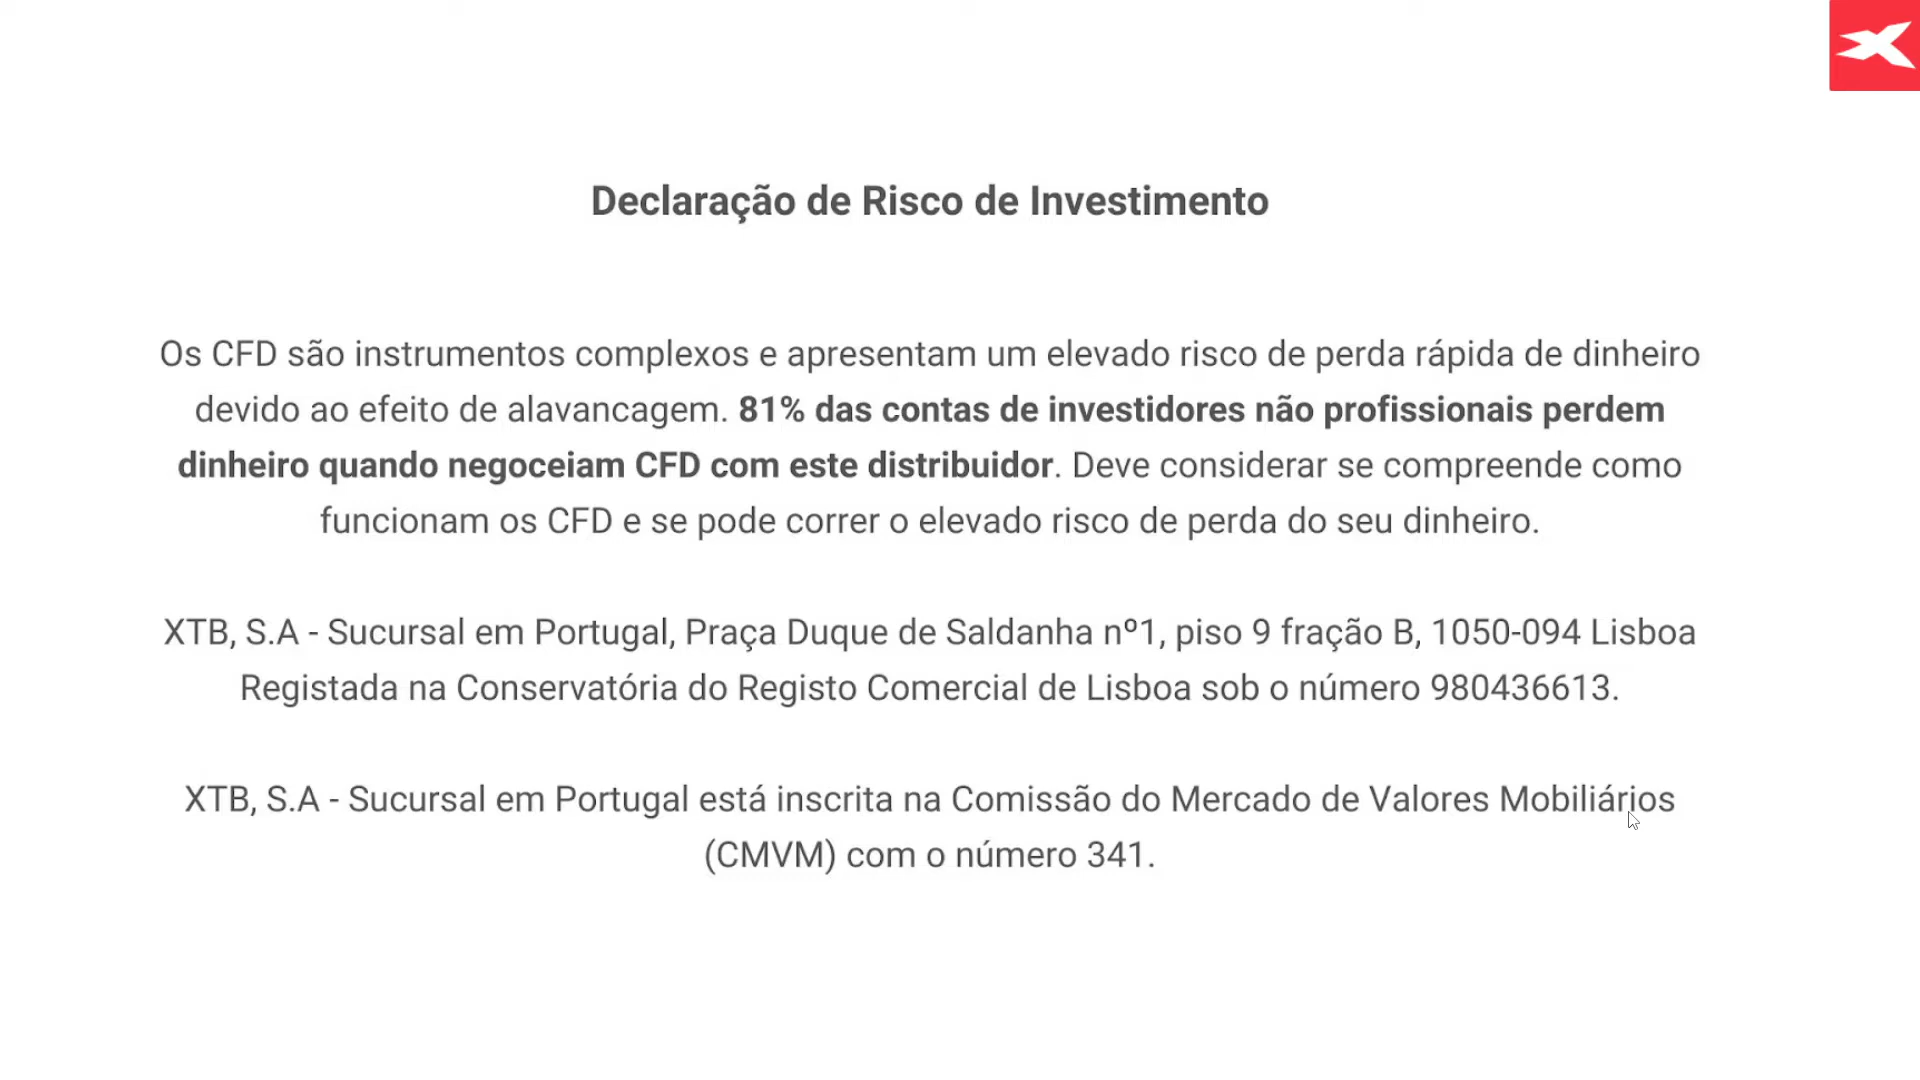 Declaração de Risco de Investimento
Os CFD são instrumentos complexos e apresentam um elevado risco de perda rápida de dinheiro
devido ao efeito de alavancagem. 81% das contas de investidores não profissionais perdem
dinheiro quando negoceiam CFD com este distribuidor. Deve considerar se compreende como
funcionam os CFD e se pode correr o elevado risco de perda do seu dinheiro.
XTB, S.A - Sucursal em Portugal, Praça Duque de Saldanha nº1, piso 9 fração B, 1050-094 Lisboa
Registada na Conservatória do Registo Comercial de Lisboa sob o número 980436613.
XTB, S.A - Sucursal em Portugal está inscrita na Comissão do Mercado de Valores Mobiliários
(CMVM) com o número 341.